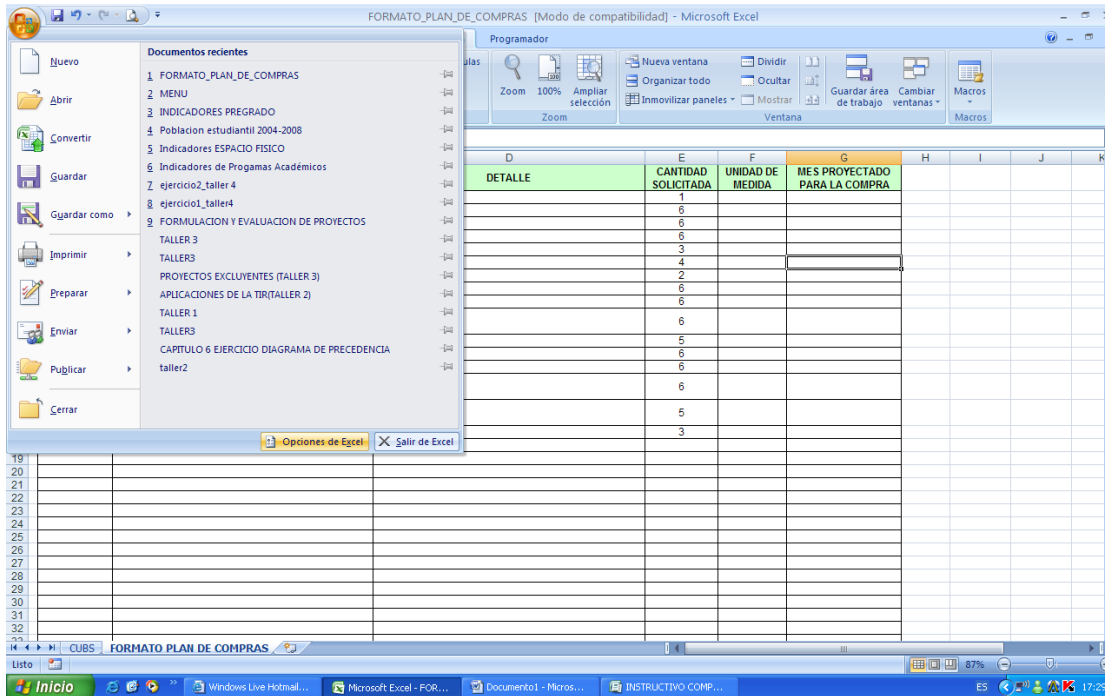 FORMATO_PLAN_DE_COMPRAS [Modo de compatibilidad] - Microsoft Excel
Programador
Nuevo
Abrir
Convertir
Guardar
Guardar como
Imprimir
Preparar
Enviar
Publicar
Cerrar
Documentos recientes
1 FORMATO_PLAN_DE_COMPRAS
2 MENU
3 INDICADORES PREGRADO
4 Poblacion estudiantil 2004-2008
5 Indicadores ESPACIO FISICO
6 Indicadores de Progamas Académicos
7 ejercicio2_taller 4
8 ejercicio1_taller4
9 FORMULACION Y EVALUACION DE PROYECTOS
TALLER 3
TALLER3
PROYECTOS EXCLUYENTES (TALLER 3)
APLICACIONES DE LA TIR(TALLER 2)
TALLER 1
TALLER3
CAPITULO 6 EJERCICIO DIAGRAMA DE PRECEDENCIA
taller2
Opciones de Excel
Salir de Excel
ulas
Zoom
100%
Ampliar selección
Zoom
Nueva ventana
Organizar todo
Inmovilizar paneles
Dividir
Ocultar
Mostrar
Guardar área de trabajo
Cambiar ventanas
Ventana
Macros
Macros
D E F G H I J K
DETALLE
CANTIDAD SOLICITADA
UNIDAD DE MEDIDA
MES PROYECTADO PARA LA COMPRA
1
6
6
6
3
4
2
6
6
6
5
6
6
6
5
3
19
20
21
22
23
24
25
26
27
28
29
30
31
32
CUBS
FORMATO PLAN DE COMPRAS
Listo
87%
Inicio
Windows Live Hotmail...
Microsoft Excel - FOR...
Documento1 - Micros...
INSTRUCTIVO COMP...
ES
17:29